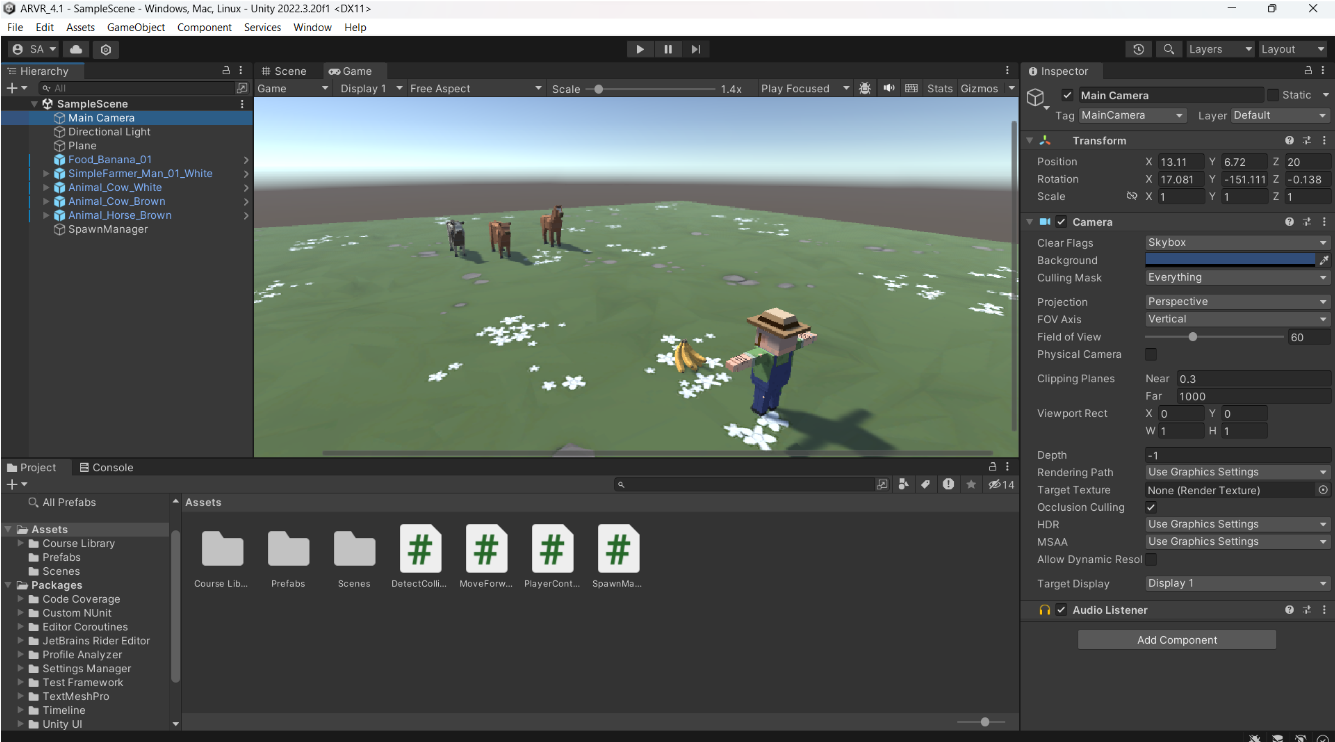 ARVR_4.1 - SampleScene - Windows, Mac, Linux - Unity 2022.3.20f1 <DX11>
File Edit Assets GameObject Component Services Window Help
SA
Layers Layout
Hierarchy
All
SampleScene
Main Camera
Directional Light
Plane
Food_Banana_01
SimpleFarmer_Man_01_White
Animal_Cow_White
Animal_Cow_Brown
Animal_Horse_Brown
SpawnManager
Scene Game
Game Display 1 Free Aspect Scale 1.4x Play Focused Stats Gizmos
Inspector
Main Camera Static
Tag MainCamera Layer Default
Transform
Position X 13.11 Y 6.72 Z 20
Rotation X 17.081 Y -151.111 Z -0.138
Scale X 1 Y 1 Z 1
Camera
Clear Flags Skybox
Background
Culling Mask Everything
Projection Perspective
FOV Axis Vertical
Field of View 60
Physical Camera
Clipping Planes Near 0.3
Far 1000
Viewport Rect X 0 Y 0
W 1 H 1
Depth -1
Rendering Path Use Graphics Settings
Target Texture None (Render Texture)
Occlusion Culling
HDR Use Graphics Settings
MSAA Use Graphics Settings
Allow Dynamic Resol
Target Display Display 1
Audio Listener
Add Component
Project Console
14
All Prefabs
Assets
Course Library
Prefabs
Scenes
Packages
Code Coverage
Custom NUnit
Editor Coroutines
JetBrains Rider Editor
Profile Analyzer
Settings Manager
Test Framework
TextMeshPro
Timeline
Unity UI
Assets
# # # #
Course Lib... Prefabs Scenes DetectColli... MoveForw... PlayerCont... SpawnMa...